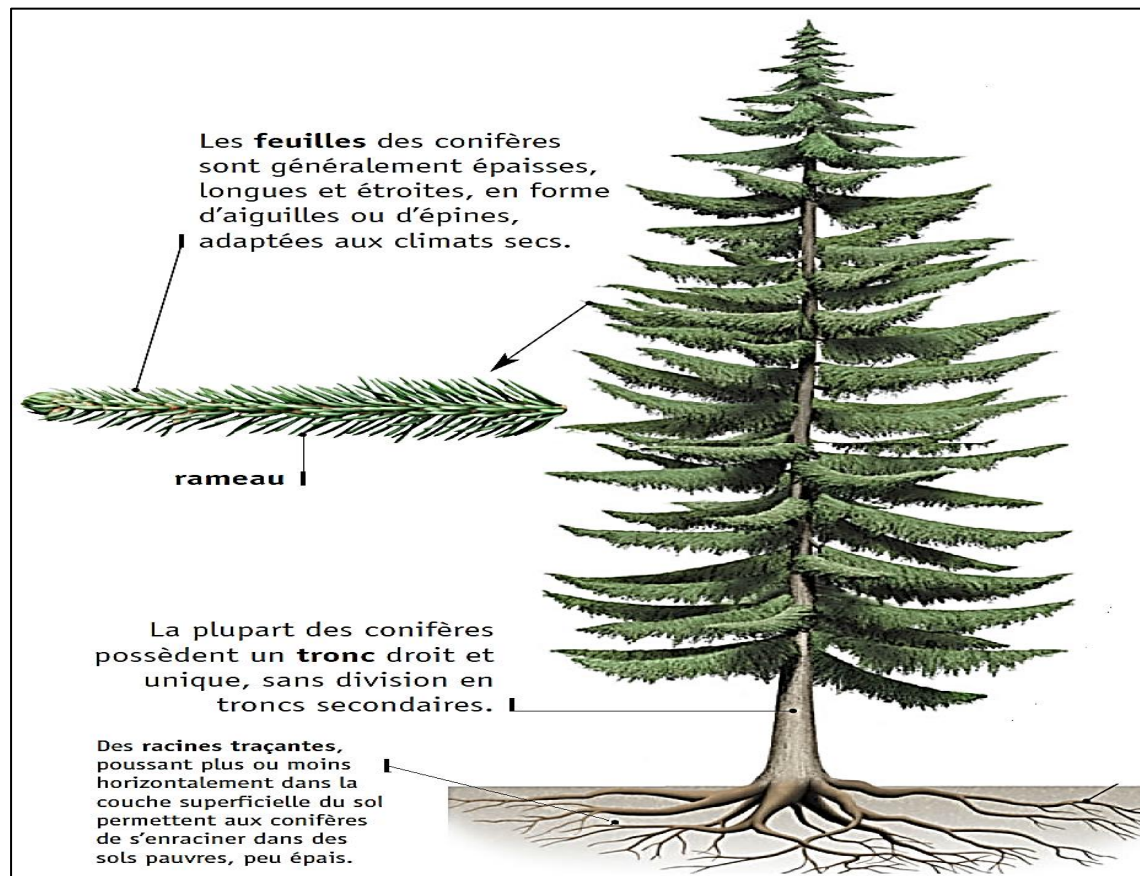 Les feuilles des conifères
sont généralement épaisses,
longues et étroites, en forme
d'aiguilles ou d'épines,
adaptées aux climats secs.
rameau
La plupart des conifères
possèdent un tronc droit et
unique, sans division en
troncs secondaires.
Des racines traçantes,
poussant plus ou moins
horizontalement dans la
couche superficielle du sol
permettent aux conifères
de s'enraciner dans des
sols pauvres, peu épais.